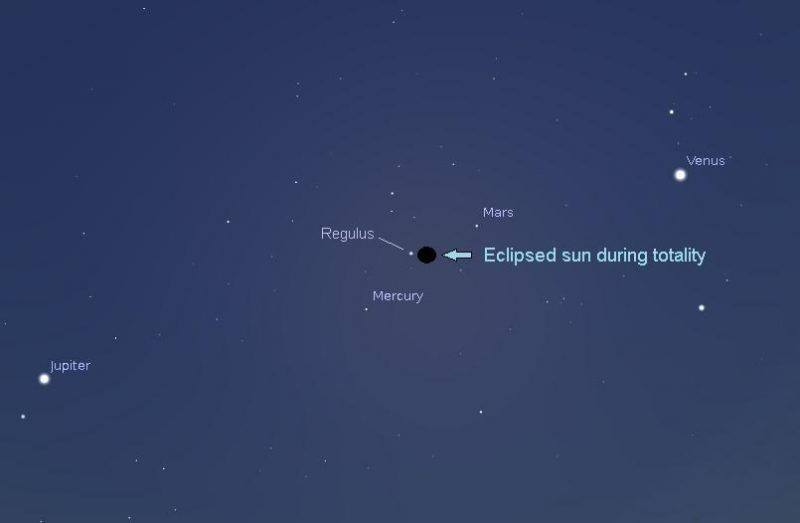 Venus
Mars
Regulus
Eclipsed sun during totality
Mercury
Jupiter